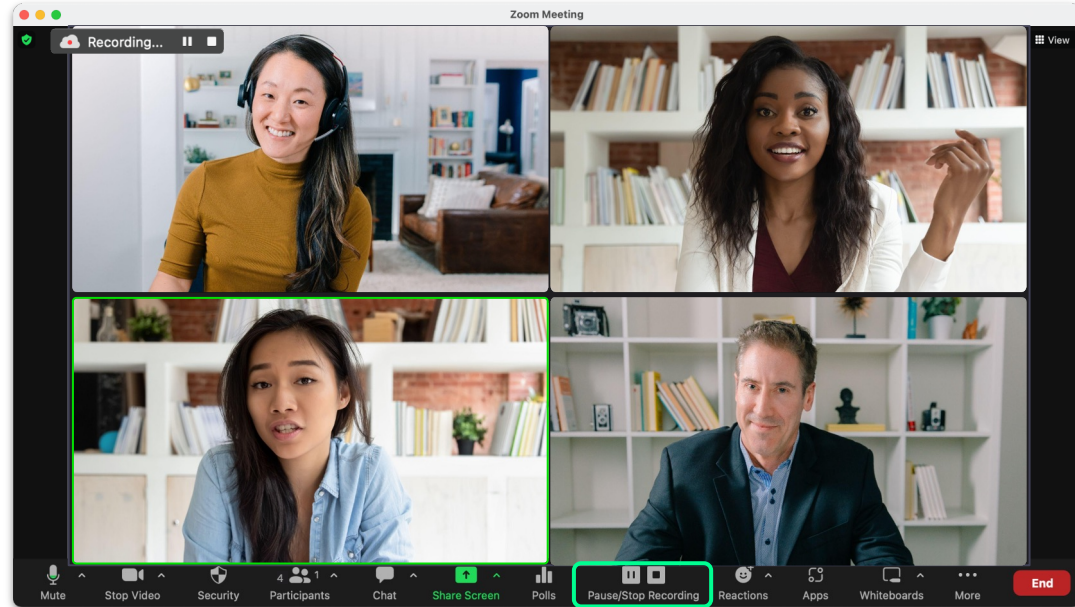 Zoom Meeting
Recording...
View
4
1
Mute
Stop Video
Security
Participants
Chat
Share Screen
Polls
Pause/Stop Recording
Reactions
Apps
Whiteboards
More
End